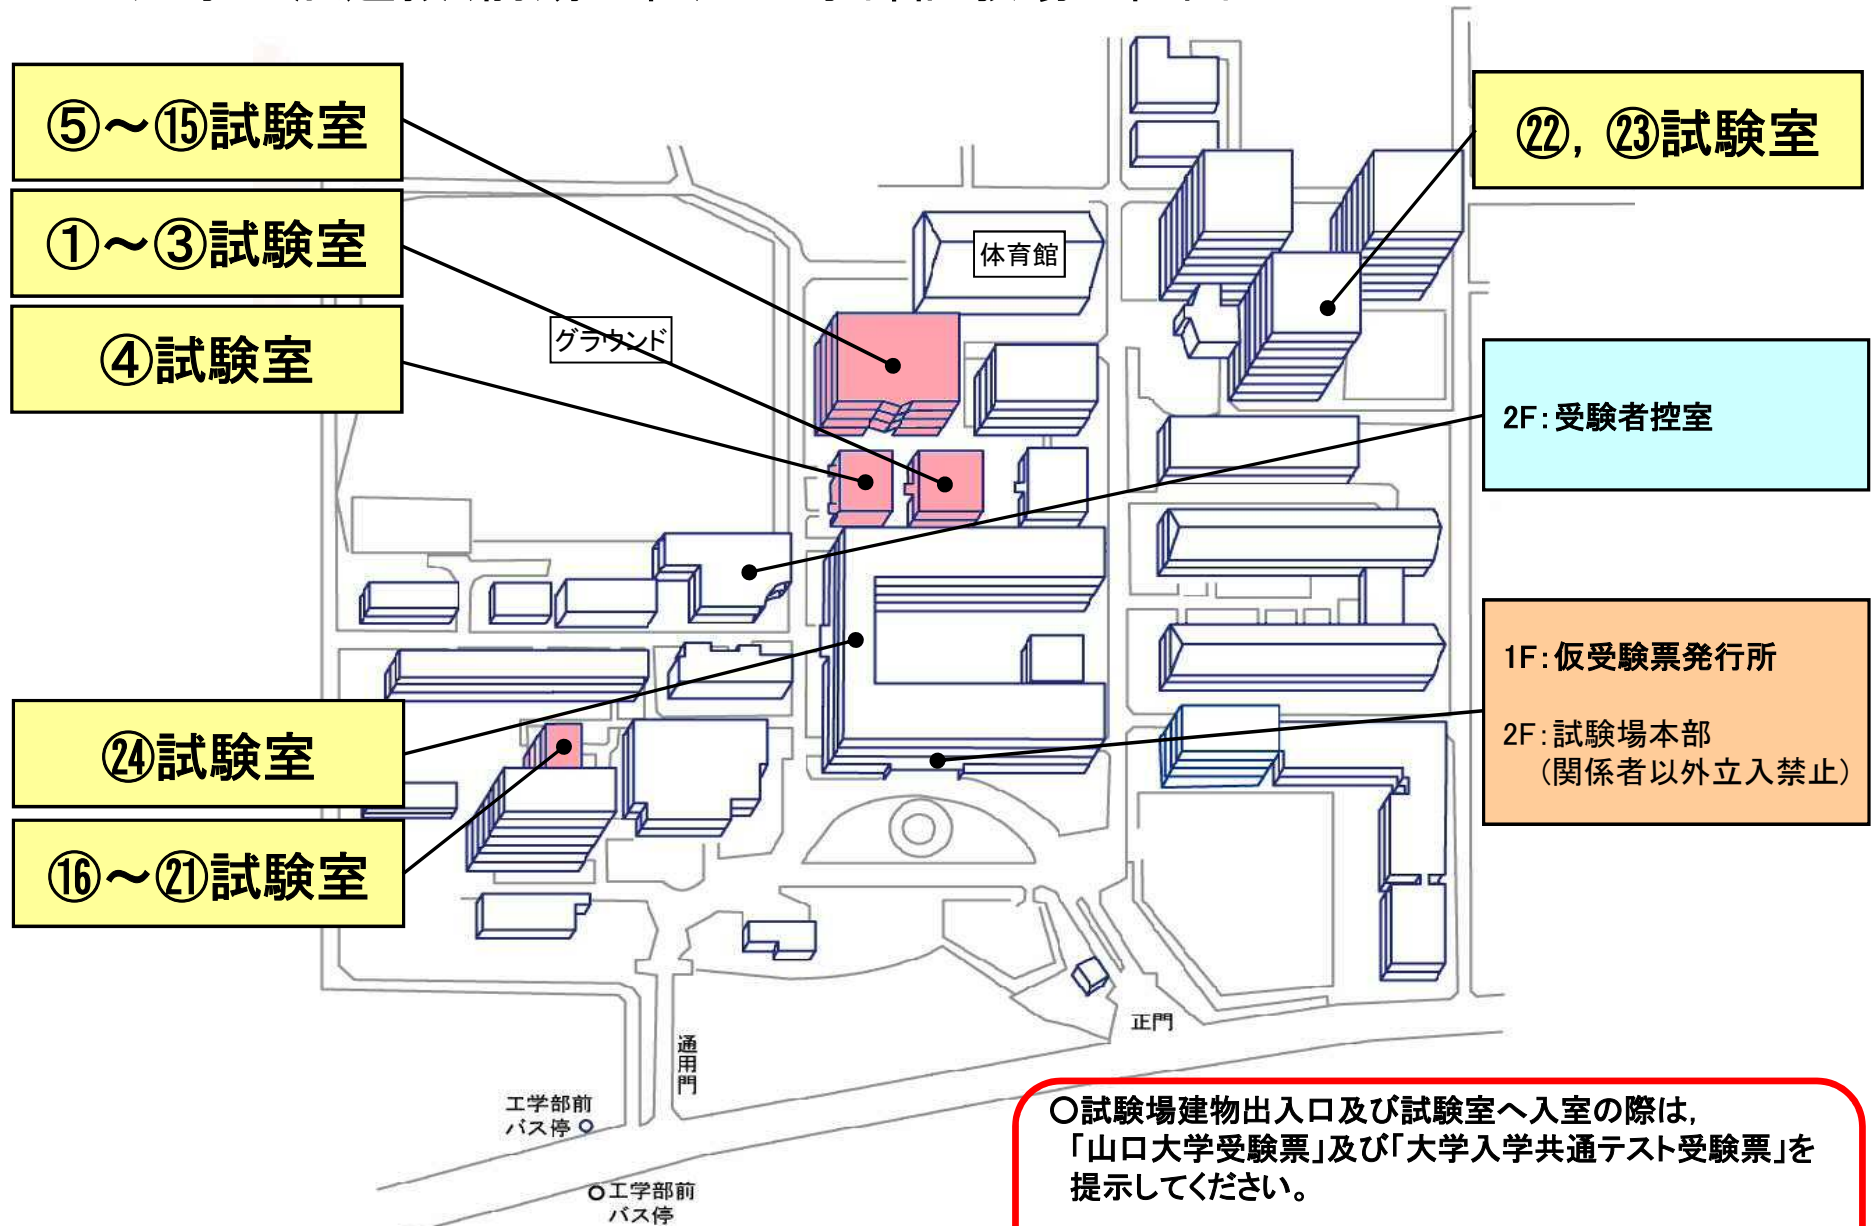 ⑤～⑮試験室
①～③試験室
④試験室
㉒，㉓試験室
体育館
グラウンド
2F：受験者控室
1F：仮受験票発行所
2F：試験場本部
（関係者以外立入禁止）
㉔試験室
⑯～㉑試験室
正門
通用門
工学部前
バス停
工学部前
バス停
○試験場建物出入口及び試験室へ入室の際は，
「山口大学受験票」及び「大学入学共通テスト受験票」を
提示してください。